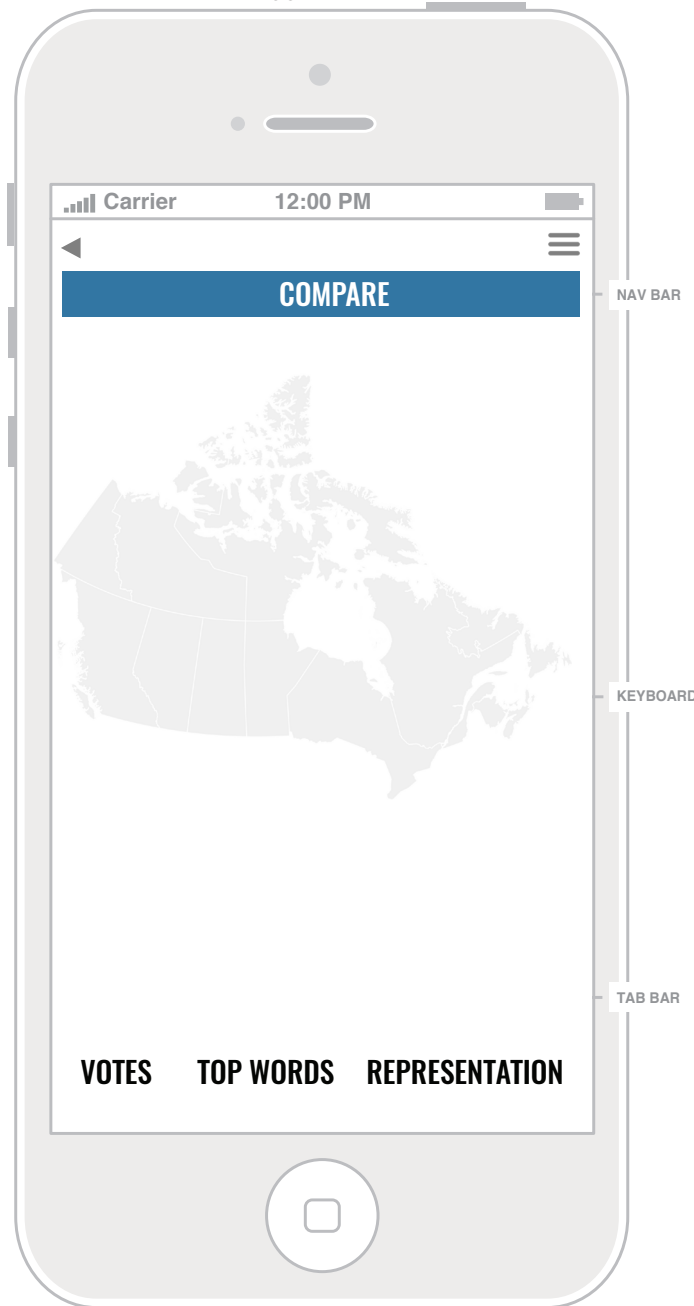 Carrier 12:00 PM
COMPARE
NAV BAR
KEYBOARD
TAB BAR
VOTES TOP WORDS REPRESENTATION